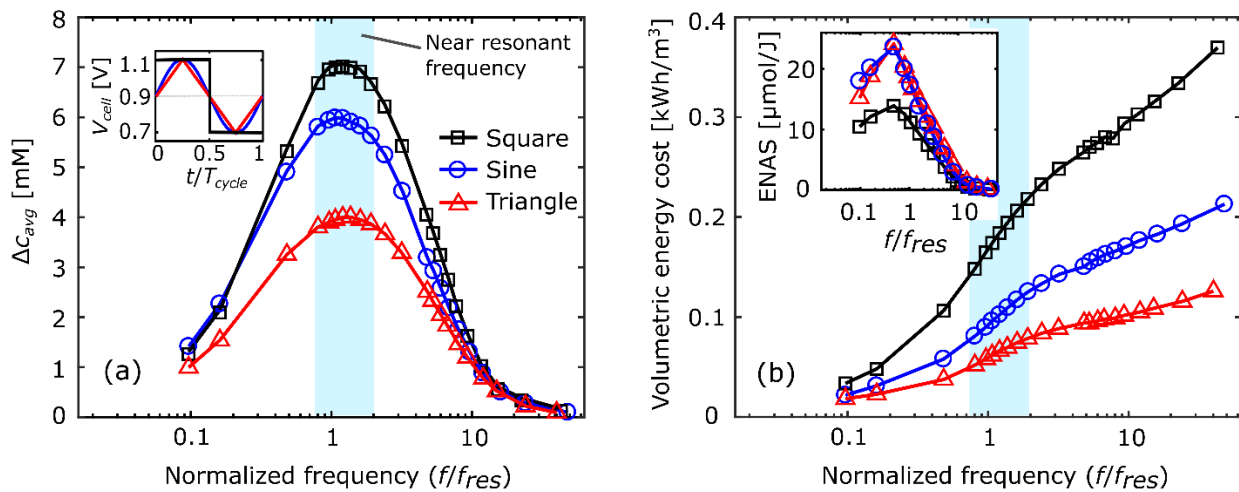 8
7
6
5
4
3
2
1
0
Δc_avg [mM]
1.1
0.9
0.7
V_cell [V]
0
0.5
1
t/T_cycle
Near resonant
frequency
Square
Sine
Triangle
(a)
0.1
1
10
Normalized frequency (f/f_res)
0.4
0.3
0.2
0.1
0
Volumetric energy cost [kWh/m³]
20
10
0
ENAS [µmol/J]
0.1
1
10
f/f_res
(b)
0.1
1
10
Normalized frequency (f/f_res)